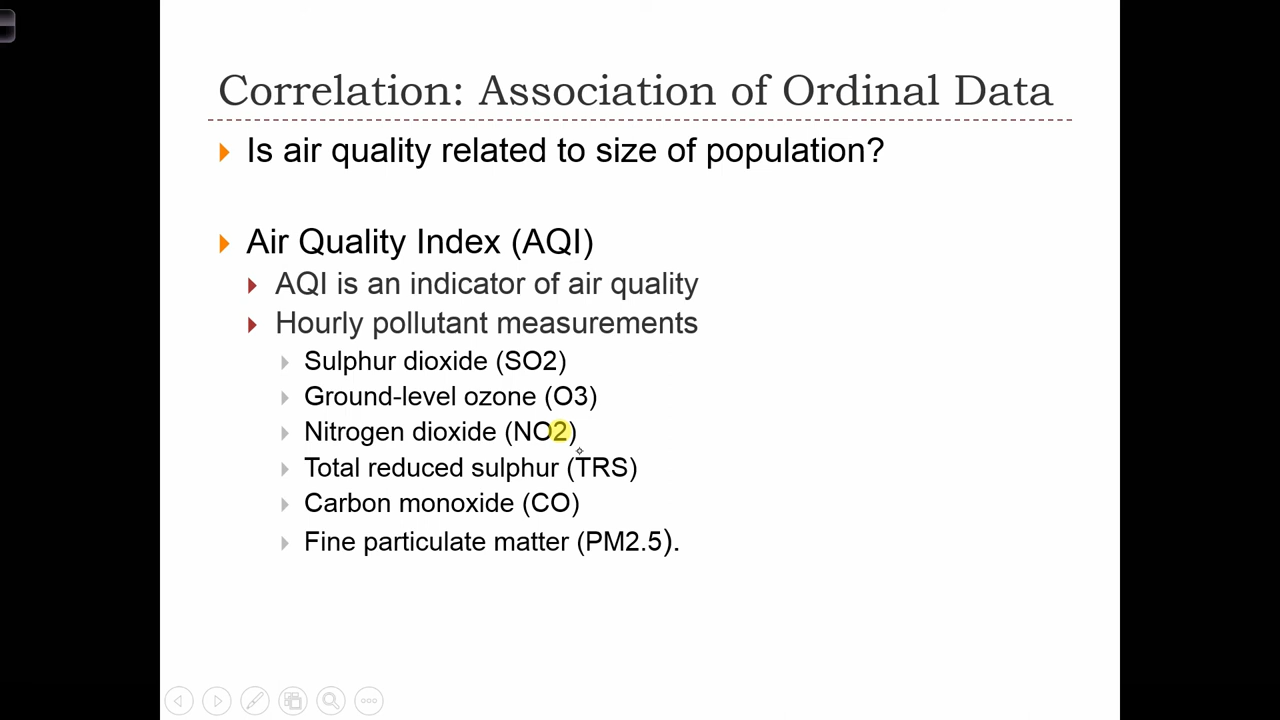 Correlation: Association of Ordinal Data
Is air quality related to size of population?
Air Quality Index (AQI)
AQI is an indicator of air quality
Hourly pollutant measurements
Sulphur dioxide (SO2)
Ground-level ozone (O3)
Nitrogen dioxide (NO2)
Total reduced sulphur (TRS)
Carbon monoxide (CO)
Fine particulate matter (PM2.5).